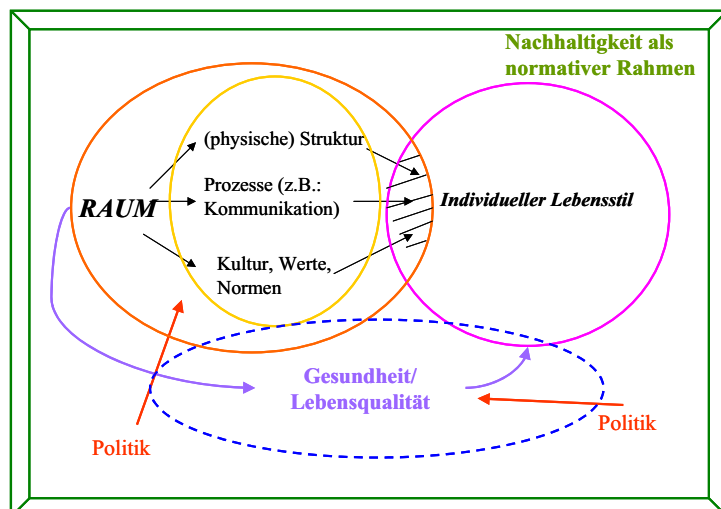 Nachhaltigkeit als
normativer Rahmen
(physische) Struktur
RAUM
Prozesse (z.B.:
Kommunikation)
Individueller Lebensstil
Kultur, Werte,
Normen
Gesundheit/
Lebensqualität
Politik
Politik